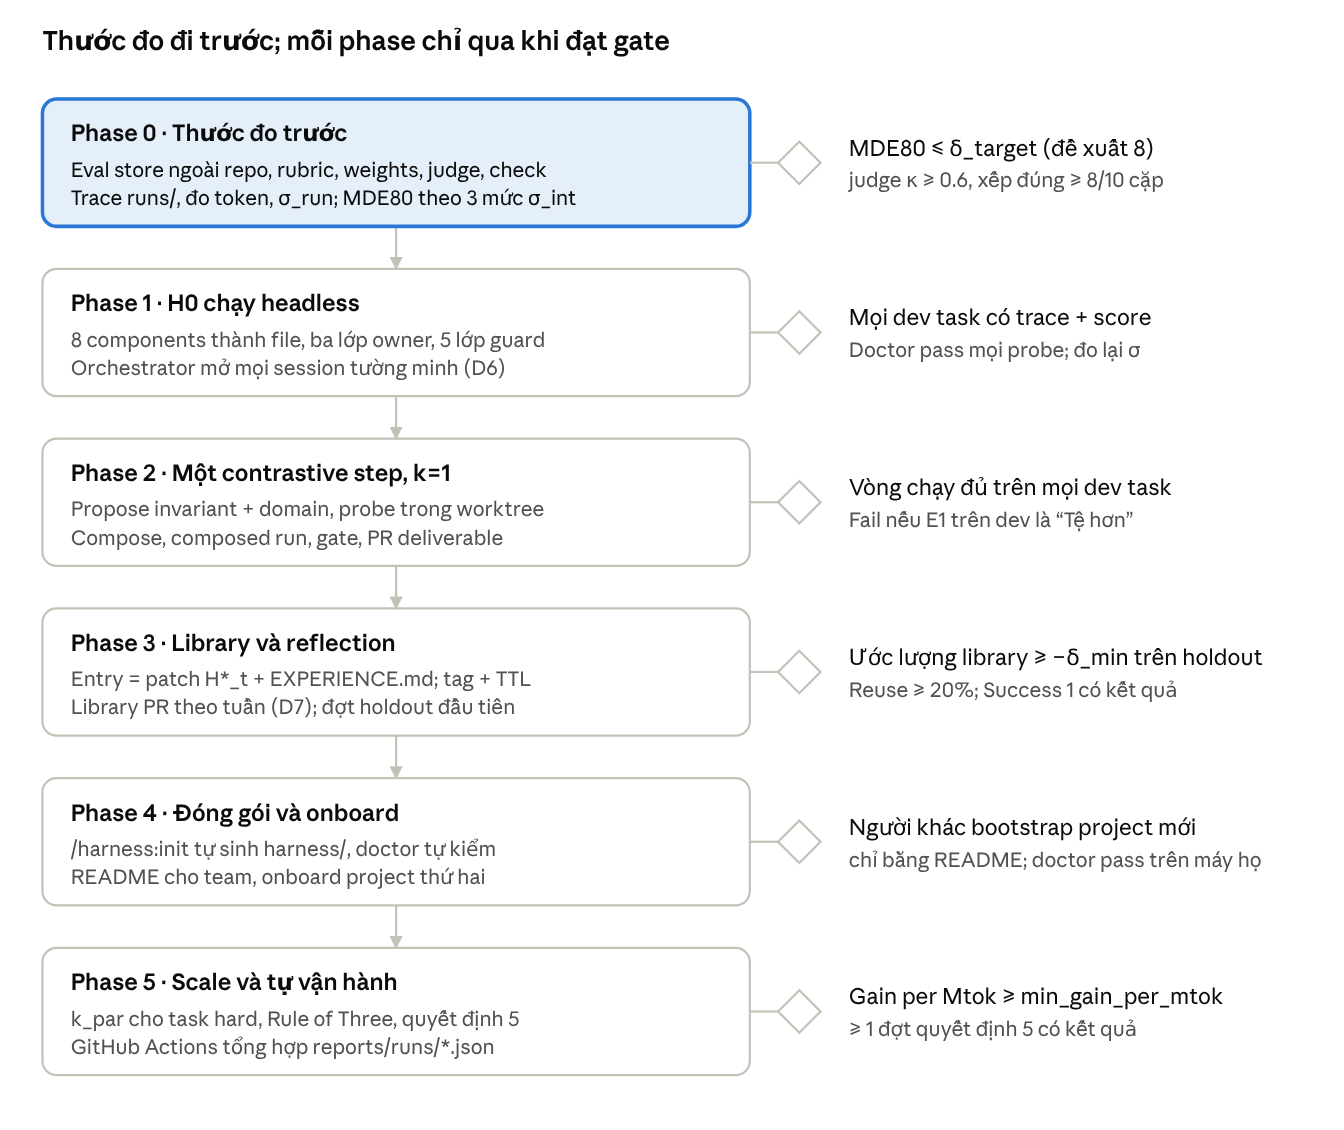 Thước đo đi trước; mỗi phase chỉ qua khi đạt gate
Phase 0 · Thước đo trước
Eval store ngoài repo, rubric, weights, judge, check
Trace runs/, đo token, σ_run; MDE80 theo 3 mức σ_int
MDE80 ≤ δ_target (đề xuất 8)
judge κ ≥ 0.6, xếp đúng ≥ 8/10 cặp
Phase 1 · H0 chạy headless
8 components thành file, ba lớp owner, 5 lớp guard
Orchestrator mở mọi session tường minh (D6)
Mọi dev task có trace + score
Doctor pass mọi probe; đo lại σ
Phase 2 · Một contrastive step, k=1
Propose invariant + domain, probe trong worktree
Compose, composed run, gate, PR deliverable
Vòng chạy đủ trên mọi dev task
Fail nếu E1 trên dev là “Tệ hơn”
Phase 3 · Library và reflection
Entry = patch H*_t + EXPERIENCE.md; tag + TTL
Library PR theo tuần (D7); đợt holdout đầu tiên
Ước lượng library ≥ −δ_min trên holdout
Reuse ≥ 20%; Success 1 có kết quả
Phase 4 · Đóng gói và onboard
/harness:init tự sinh harness/, doctor tự kiểm
README cho team, onboard project thứ hai
Người khác bootstrap project mới
chỉ bằng README; doctor pass trên máy họ
Phase 5 · Scale và tự vận hành
k_par cho task hard, Rule of Three, quyết định 5
GitHub Actions tổng hợp reports/runs/*.json
Gain per Mtok ≥ min_gain_per_mtok
≥ 1 đợt quyết định 5 có kết quả